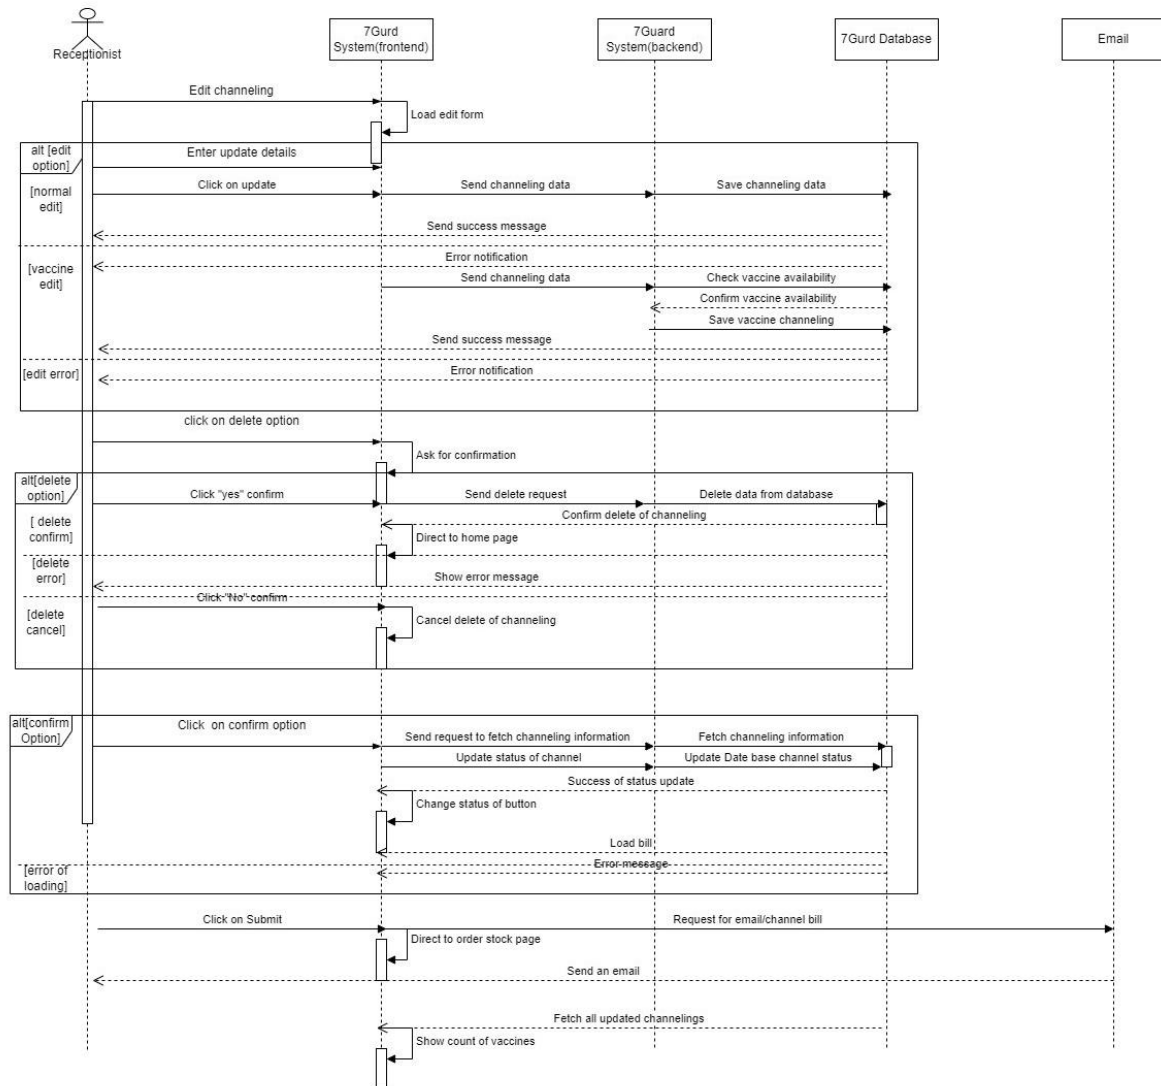 Receptionist
7Gurd
System(frontend)
7Guard
System(backend)
7Gurd Database
Email
Edit channeling
Load edit form
alt [edit
option]
Enter update details
[normal
edit]
Click on update
Send channeling data
Save channeling data
Send success message
[vaccine
edit]
Error notification
Send channeling data
Check vaccine availability
Confirm vaccine availability
Save vaccine channeling
Send success message
[edit error]
Error notification
click on delete option
Ask for confirmation
alt[delete
option]
Click "yes" confirm
Send delete request
Delete data from database
[ delete
confirm]
Confirm delete of channeling
Direct to home page
[delete
error]
Show error message
Click "No" confirm
[delete
cancel]
Cancel delete of channeling
alt[confirm
Option]
Click on confirm option
Send request to fetch channeling information
Fetch channeling information
Update status of channel
Update Date base channel status
Success of status update
Change status of button
Load bill
[error of
loading]
Error message
Click on Submit
Request for email/channel bill
Direct to order stock page
Send an email
Fetch all updated channelings
Show count of vaccines